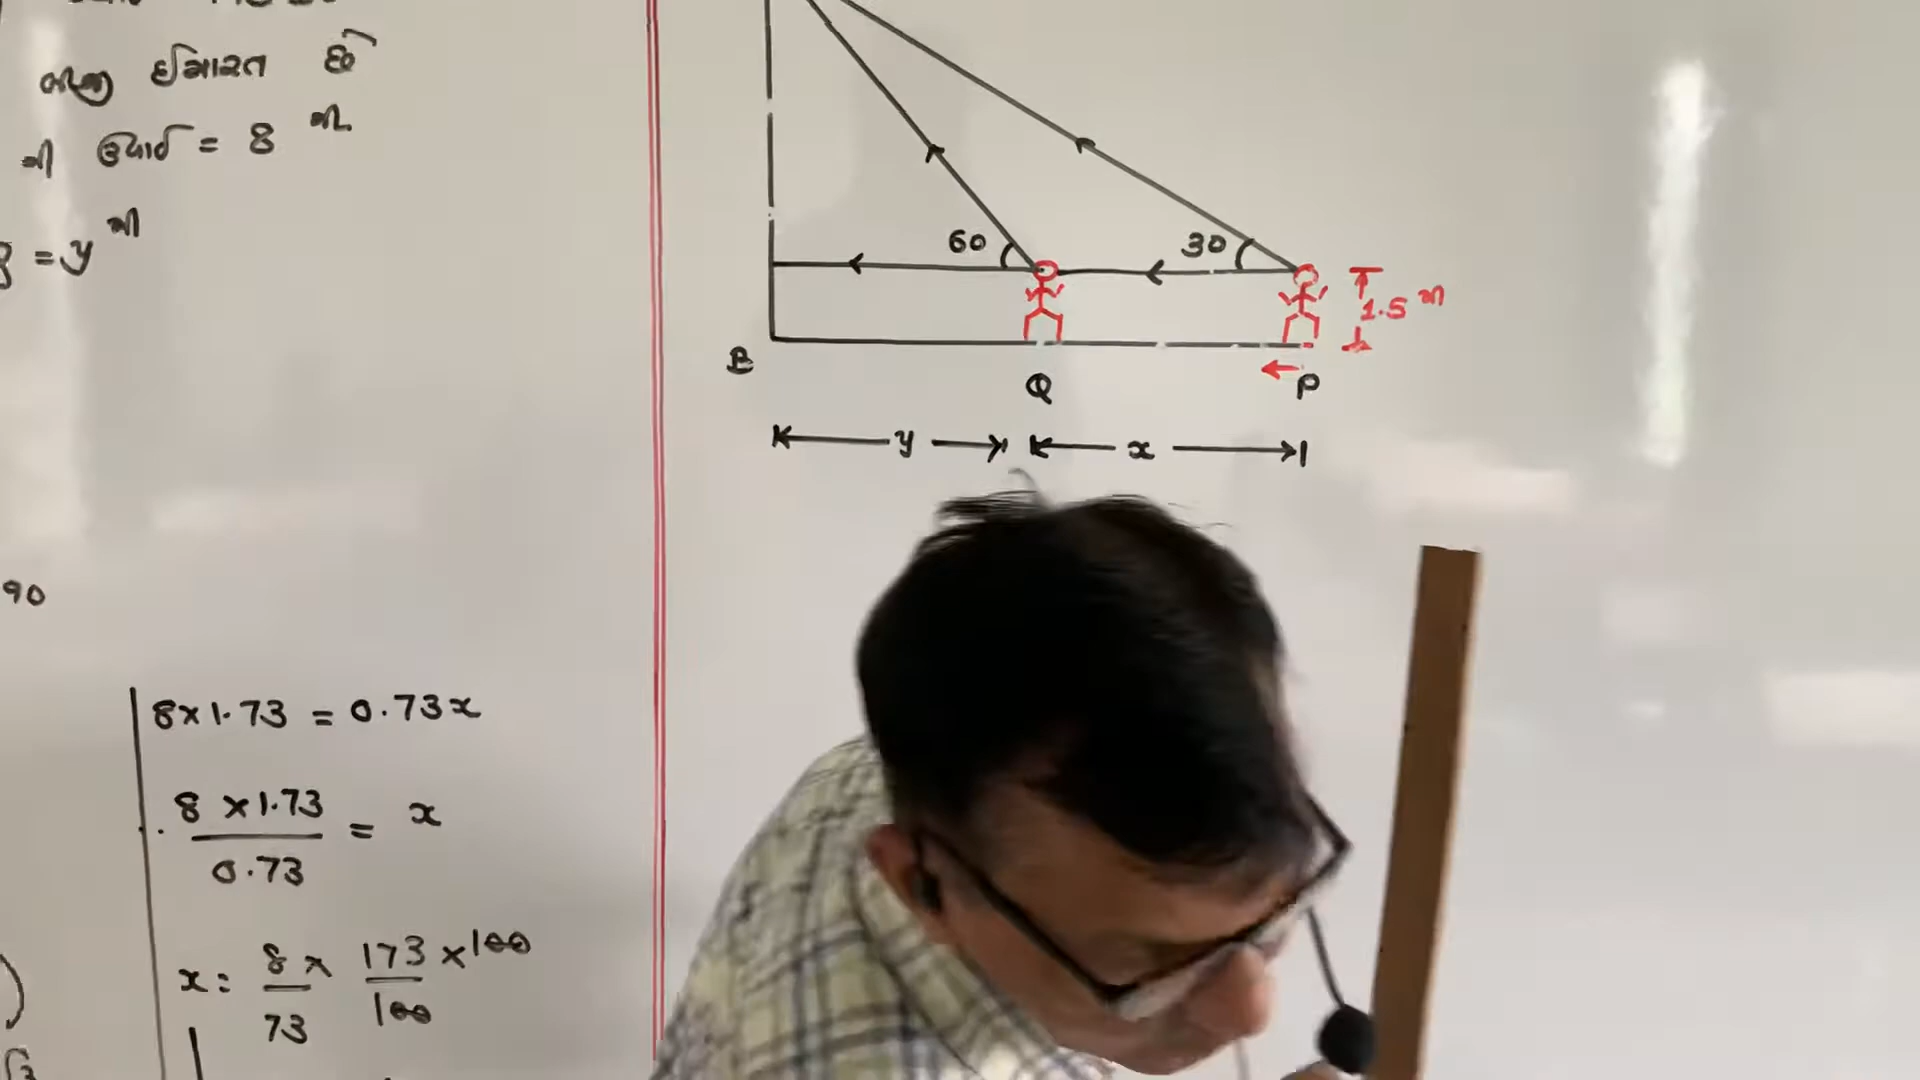 ઈમારત છે
ની ઊંચાઈ = 8 મી.
= y મી
90
8 × 1.73 = 0.73x
8 × 1.73
0.73
= x
x = 8 × 173 × 100
73 100
60
30
1.5 મી
B
Q
P
y
x